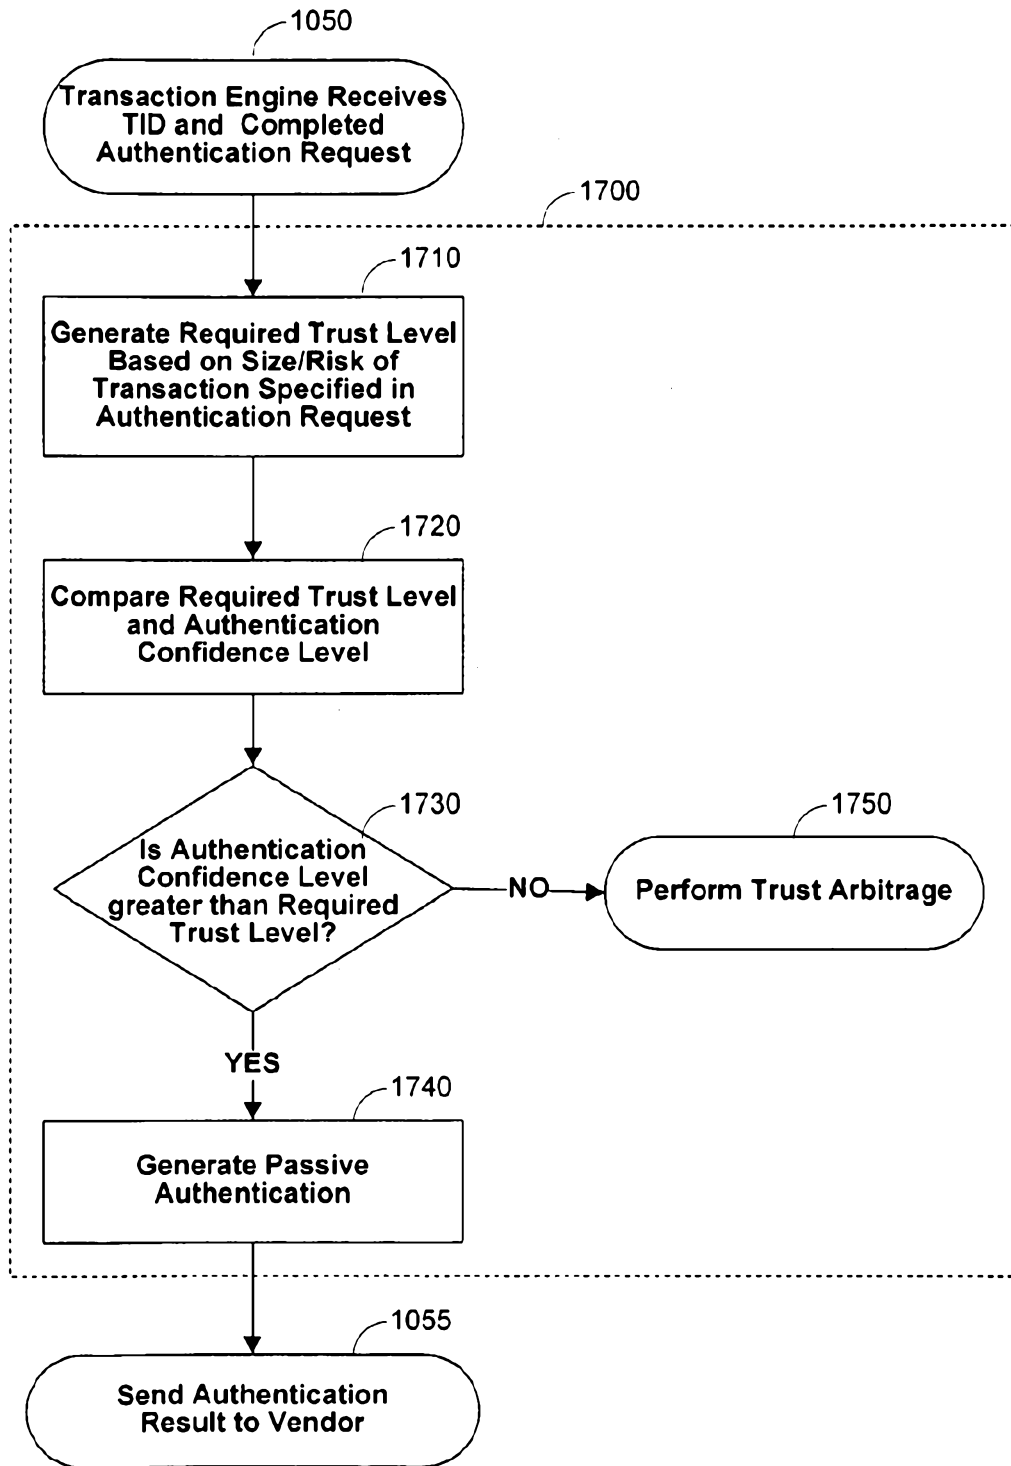 1050
Transaction Engine Receives
TID and Completed
Authentication Request
1700
1710
Generate Required Trust Level
Based on Size/Risk of
Transaction Specified in
Authentication Request
1720
Compare Required Trust Level
and Authentication
Confidence Level
1730
Is Authentication
Confidence Level
greater than Required
Trust Level?
NO
1750
Perform Trust Arbitrage
YES
1740
Generate Passive
Authentication
1055
Send Authentication
Result to Vendor